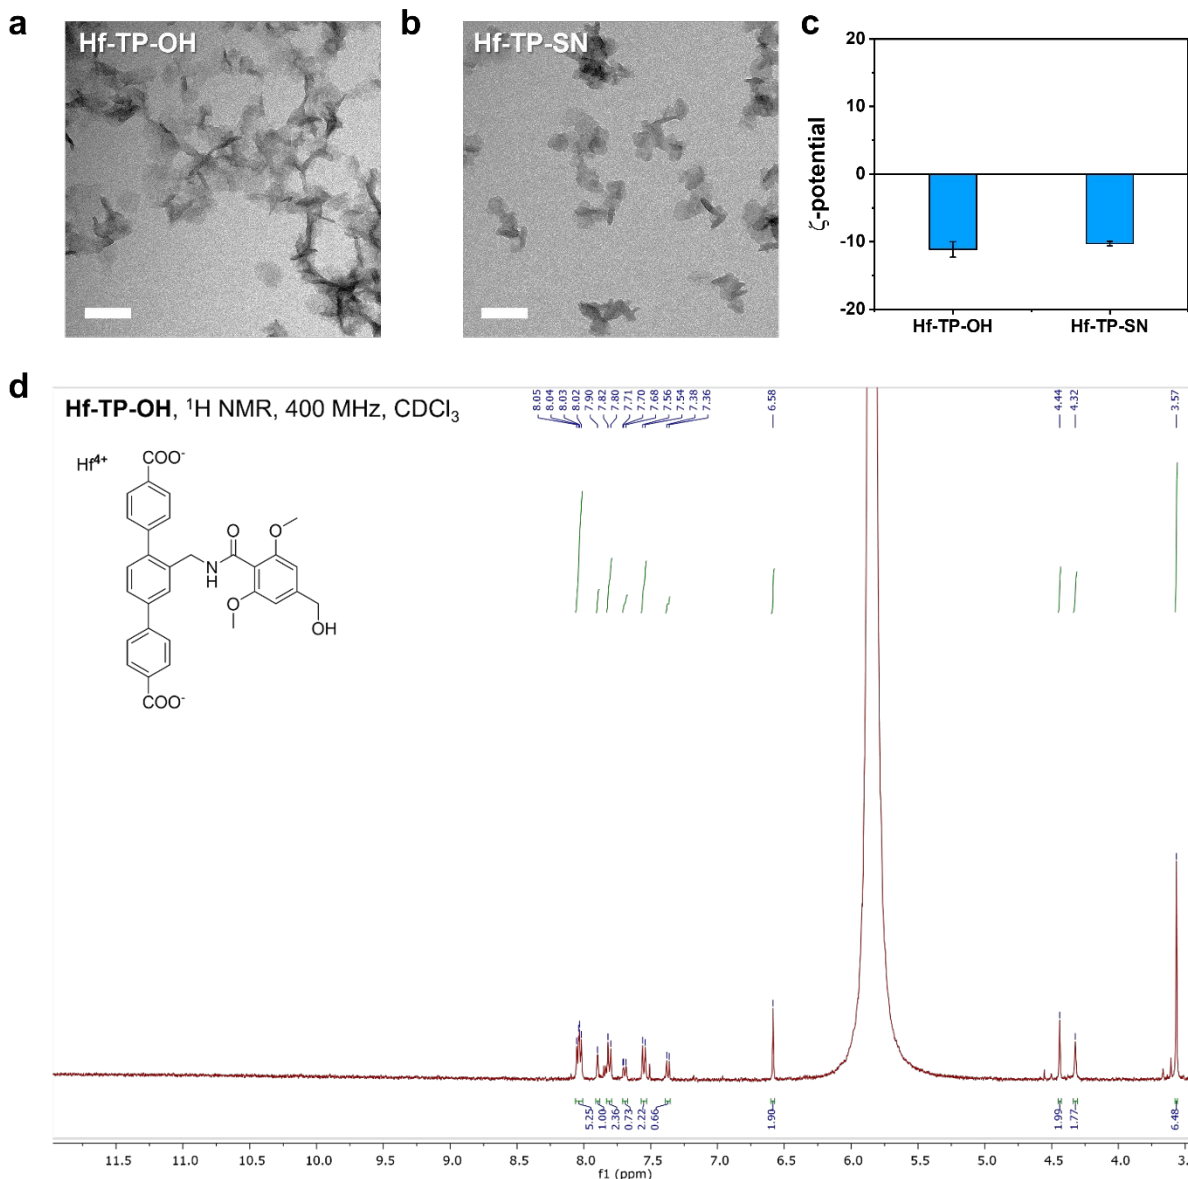 a
Hf-TP-OH
b
Hf-TP-SN
c
20
10
0
-10
-20
ζ-potential
Hf-TP-OH
Hf-TP-SN
d
Hf-TP-OH, ¹H NMR, 400 MHz, CDCl₃
8.05
8.04
8.03
8.02
7.90
7.82
7.80
7.71
7.70
7.68
7.56
7.54
7.38
7.36
6.58
4.44
4.32
3.57
Hf⁴⁺
COO⁻
O
O
N
H
O
OH
COO⁻
5.25
1.00
2.36
0.73
2.22
0.66
1.90
1.99
1.77
6.48
11.5
11.0
10.5
10.0
9.5
9.0
8.5
8.0
7.5
7.0
6.5
6.0
5.5
5.0
4.5
4.0
3.
f1 (ppm)